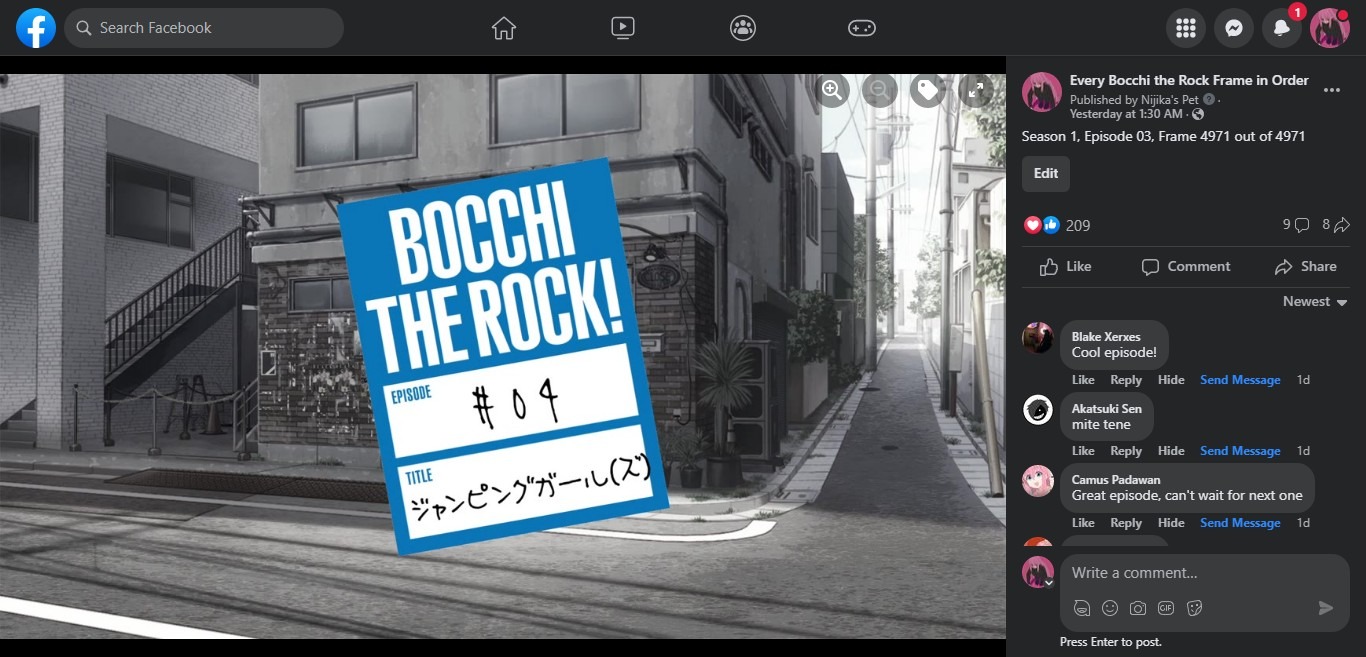 Search Facebook
1
BOCCHI
THE ROCK!
EPISODE
#04
TITLE
ジャンピングガール(ズ)
Every Bocchi the Rock Frame in Order
Published by Nijika's Pet ·
Yesterday at 1:30 AM ·
Season 1, Episode 03, Frame 4971 out of 4971
Edit
209
9
8
Like
Comment
Share
Newest
Blake Xerxes
Cool episode!
Like Reply Hide Send Message 1d
Akatsuki Sen
mite tene
Like Reply Hide Send Message 1d
Camus Padawan
Great episode, can't wait for next one
Like Reply Hide Send Message 1d
Write a comment...
GIF
Press Enter to post.